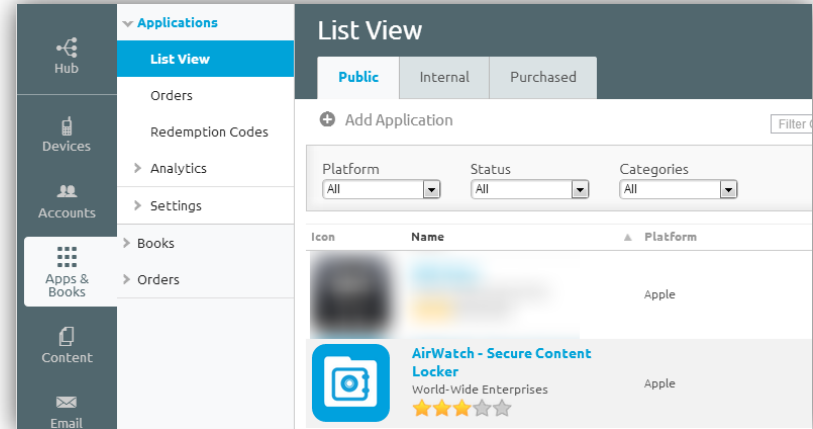 Hub
Devices
Accounts
Apps &
Books
Content
Email
Applications
List View
Orders
Redemption Codes
Analytics
Settings
Books
Orders
List View
Public Internal Purchased
Add Application
Filter
Platform Status Categories
All All All
Icon Name Platform
Apple
AirWatch - Secure Content
Locker
World-Wide Enterprises
Apple